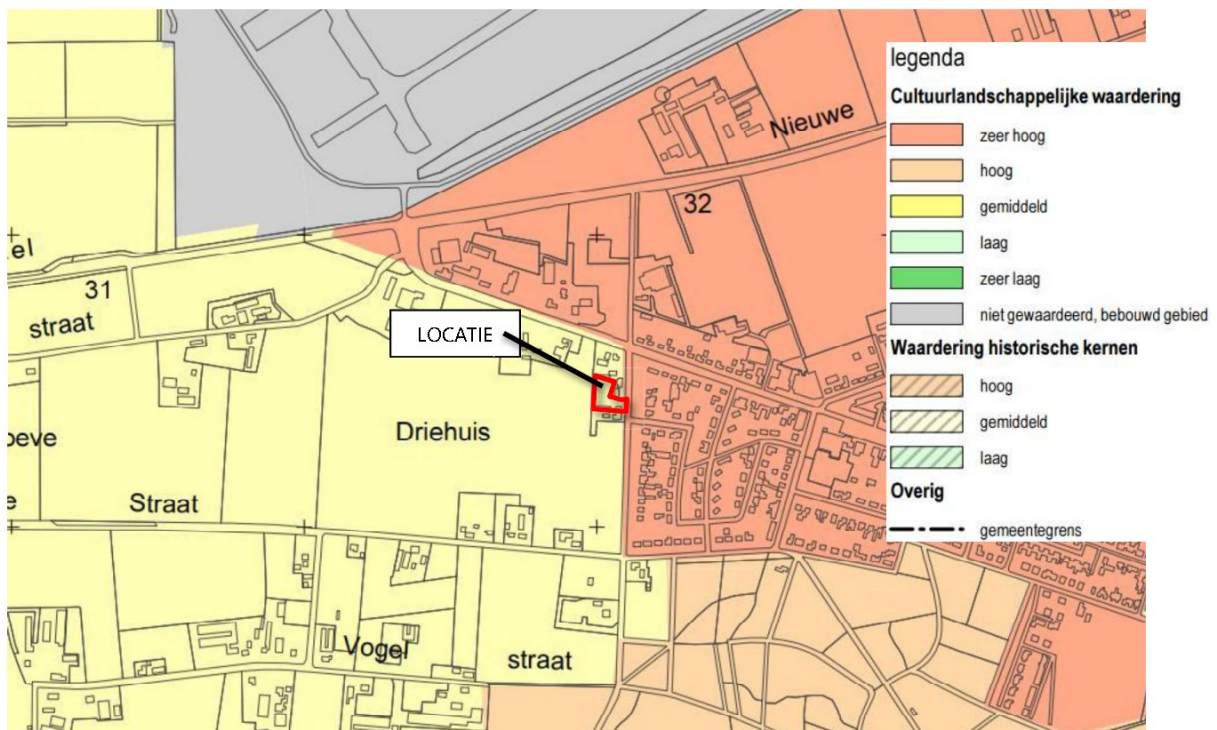 Nieuwe
32
el
31
straat
LOCATIE
Driehuis
oeve
e
Straat
Vogel
straat
legenda
Cultuurlandschappelijke waardering
zeer hoog
hoog
gemiddeld
laag
zeer laag
niet gewaardeerd, bebouwd gebied
Waardering historische kernen
hoog
gemiddeld
laag
Overig
gemeentegrens